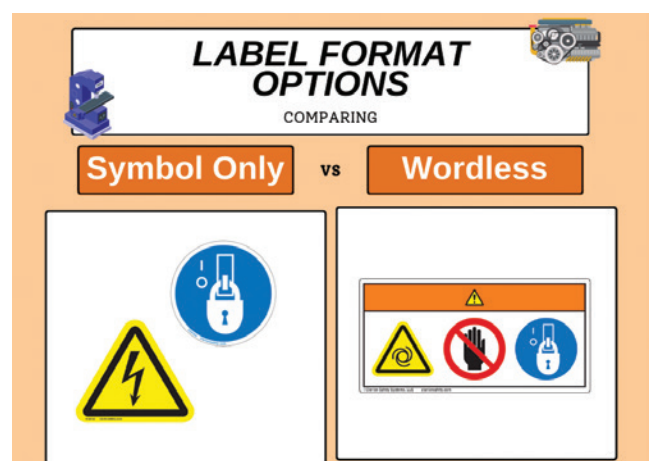 LABEL FORMAT
OPTIONS
COMPARING
Symbol Only
vs
Wordless